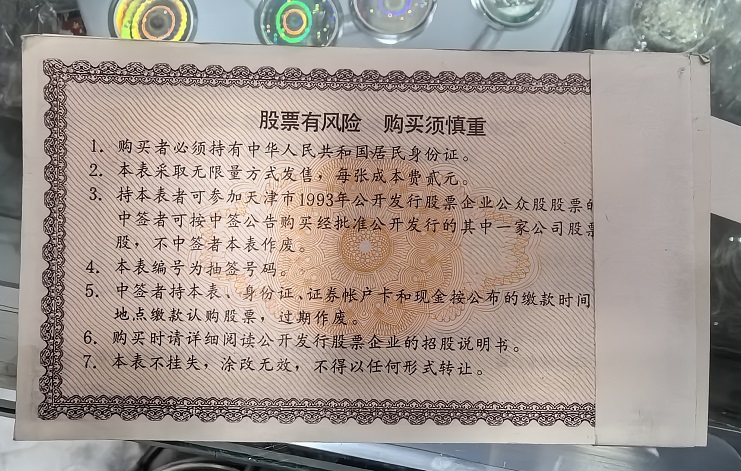 股票有风险 购买须慎重
1. 购买者必须持有中华人民共和国居民身份证。
2. 本表采取无限量方式发售，每张成本费贰元。
3. 持本表者可参加天津市1993年公开发行股票企业公众股股票的
中签者可按中签公告购买经批准公开发行的其中一家公司股票
股，不中签者本表作废。
4. 本表编号为抽签号码。
5. 中签者持本表、身份证、证券帐户卡和现金按公布的缴款时间
地点缴款认购股票，过期作废。
6. 购买时请详细阅读公开发行股票企业的招股说明书。
7. 本表不挂失，涂改无效，不得以任何形式转让。